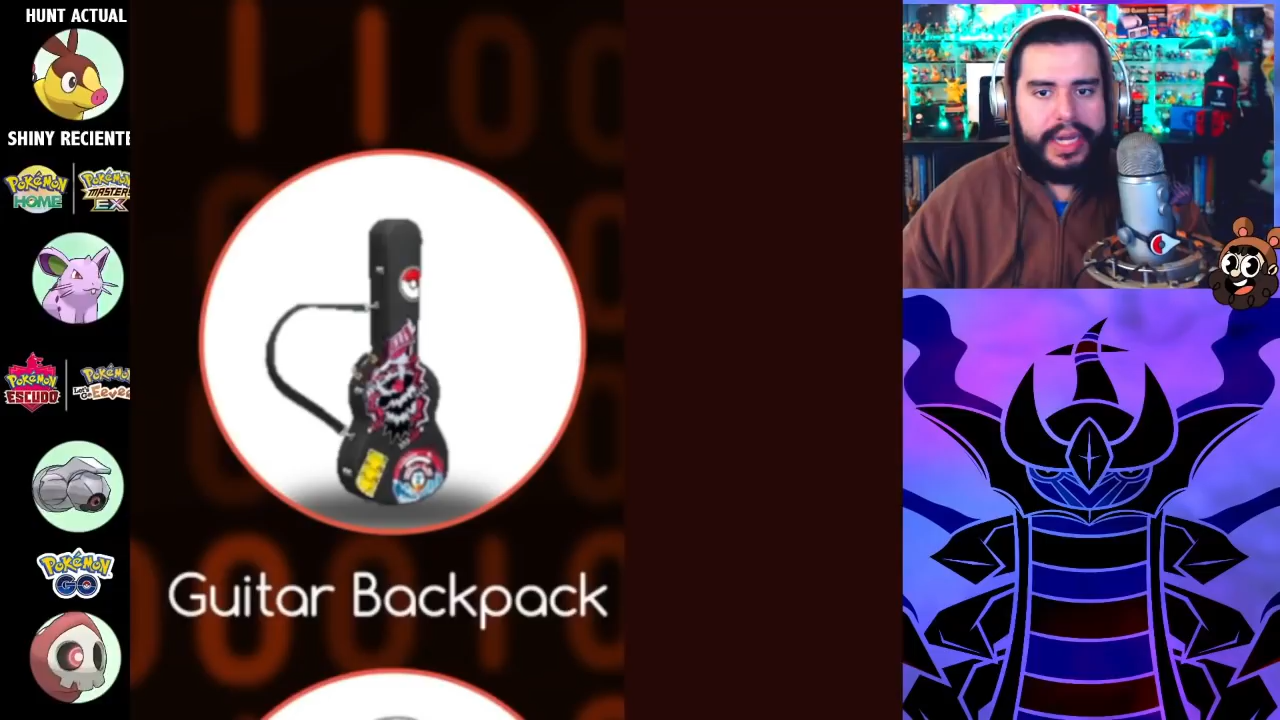 HUNT ACTUAL
SHINY RECIENTE
POKéMON
HOME
POKéMON
MASTERS
EX
POKéMON
ESCUDO
POKéMON
Let's Go Eevee
POKéMON
GO
Guitar Backpack